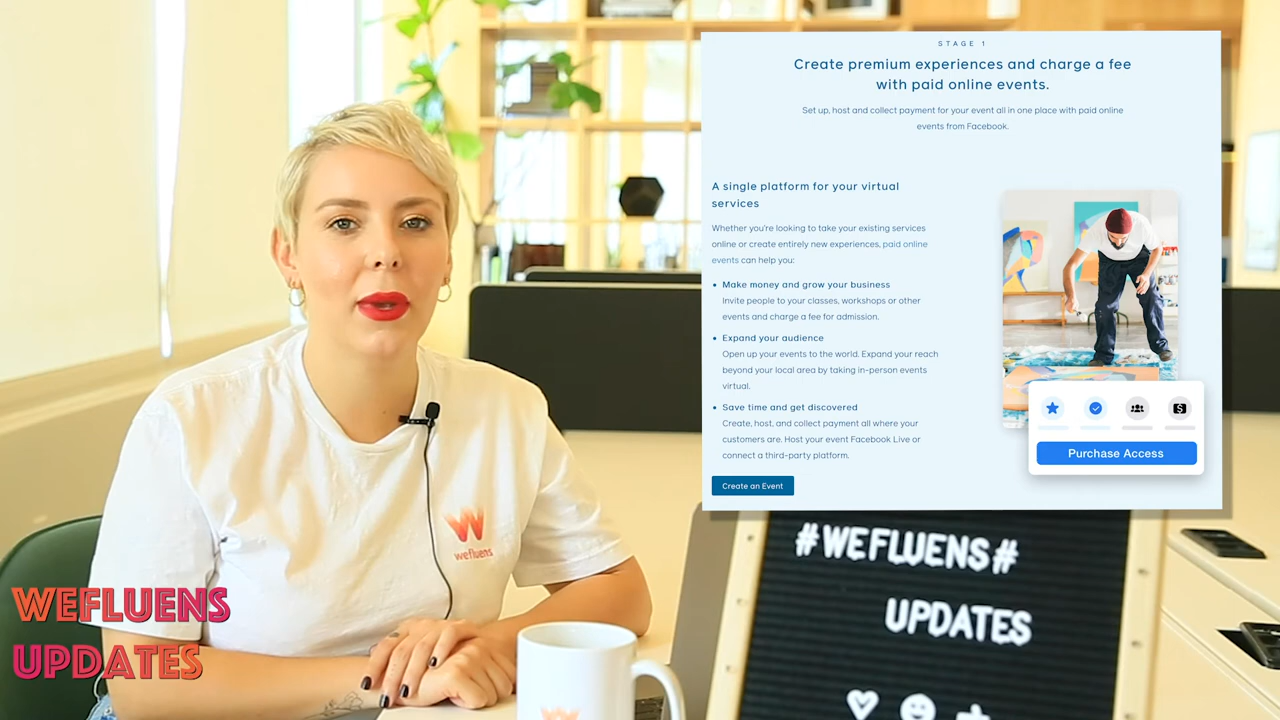 STAGE 1
Create premium experiences and charge a fee
with paid online events.
Set up, host and collect payment for your event all in one place with paid online
events from Facebook.
A single platform for your virtual
services
Whether you're looking to take your existing services
online or create entirely new experiences, paid online
events can help you:
• Make money and grow your business
Invite people to your classes, workshops or other
events and charge a fee for admission.
• Expand your audience
Open up your events to the world. Expand your reach
beyond your local area by taking in-person events
virtual.
• Save time and get discovered
Create, host, and collect payment all where your
customers are. Host your event Facebook Live or
connect a third-party platform.
Create an Event
Purchase Access
wefluens
#WEFLUENS#
UPDATES
WEFLUENS
UPDATES